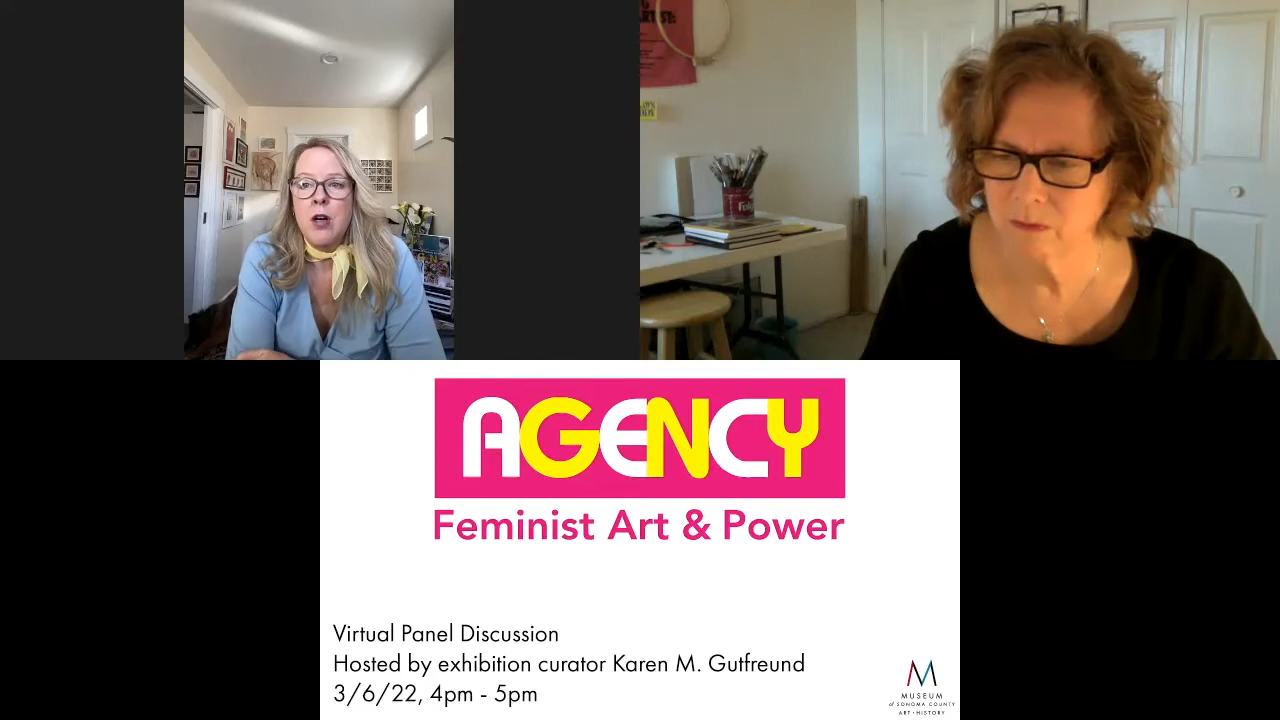 ARTIST:
AGENCY
Feminist Art & Power
Virtual Panel Discussion
Hosted by exhibition curator Karen M. Gutfreund
3/6/22, 4pm - 5pm
M
MUSEUM
of SONOMA COUNTY
ART • HISTORY